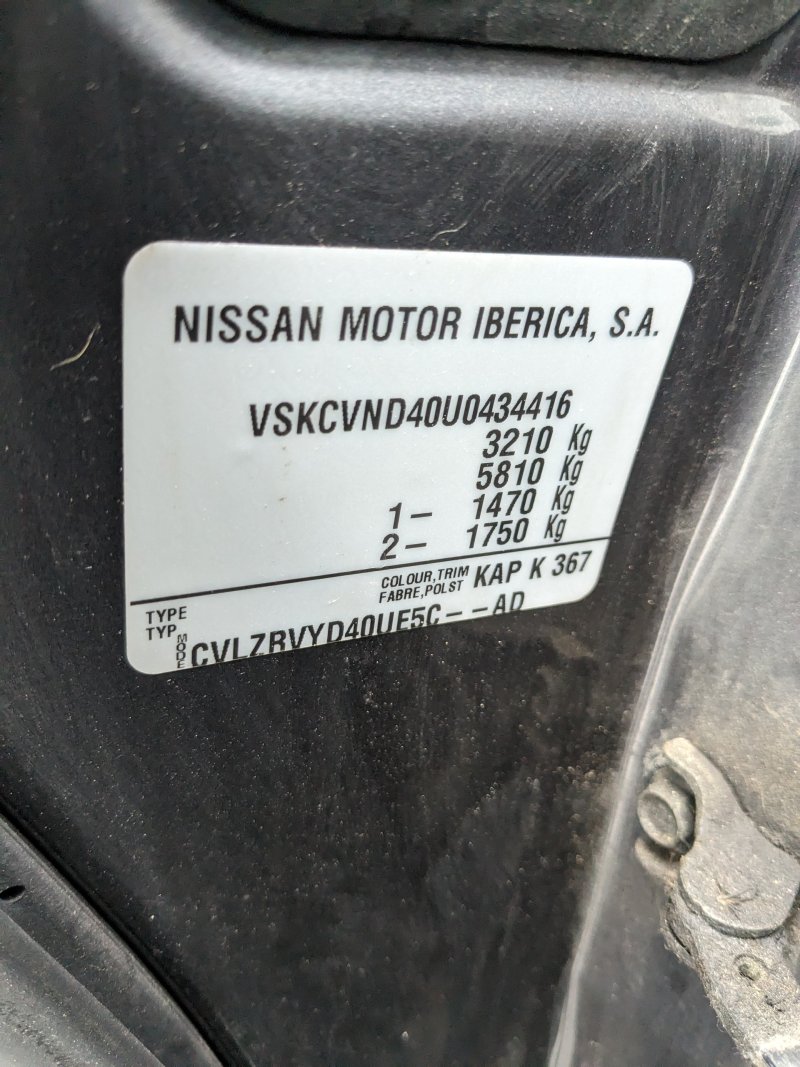 NISSAN MOTOR IBERICA, S.A.
VSKCVND40U0434416
3210 Kg
5810 Kg
1- 1470 Kg
2- 1750 Kg
COLOUR,TRIM KAP K 367
FABRE,POLST
TYPE
TYP
MODE CVLZRVYD40UE5C--AD